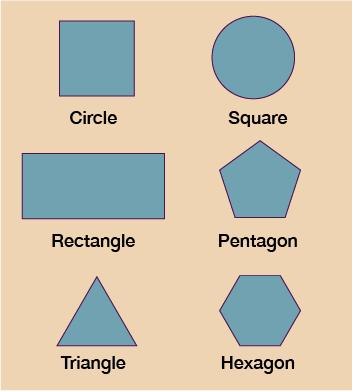 Circle
Square
Rectangle
Pentagon
Triangle
Hexagon